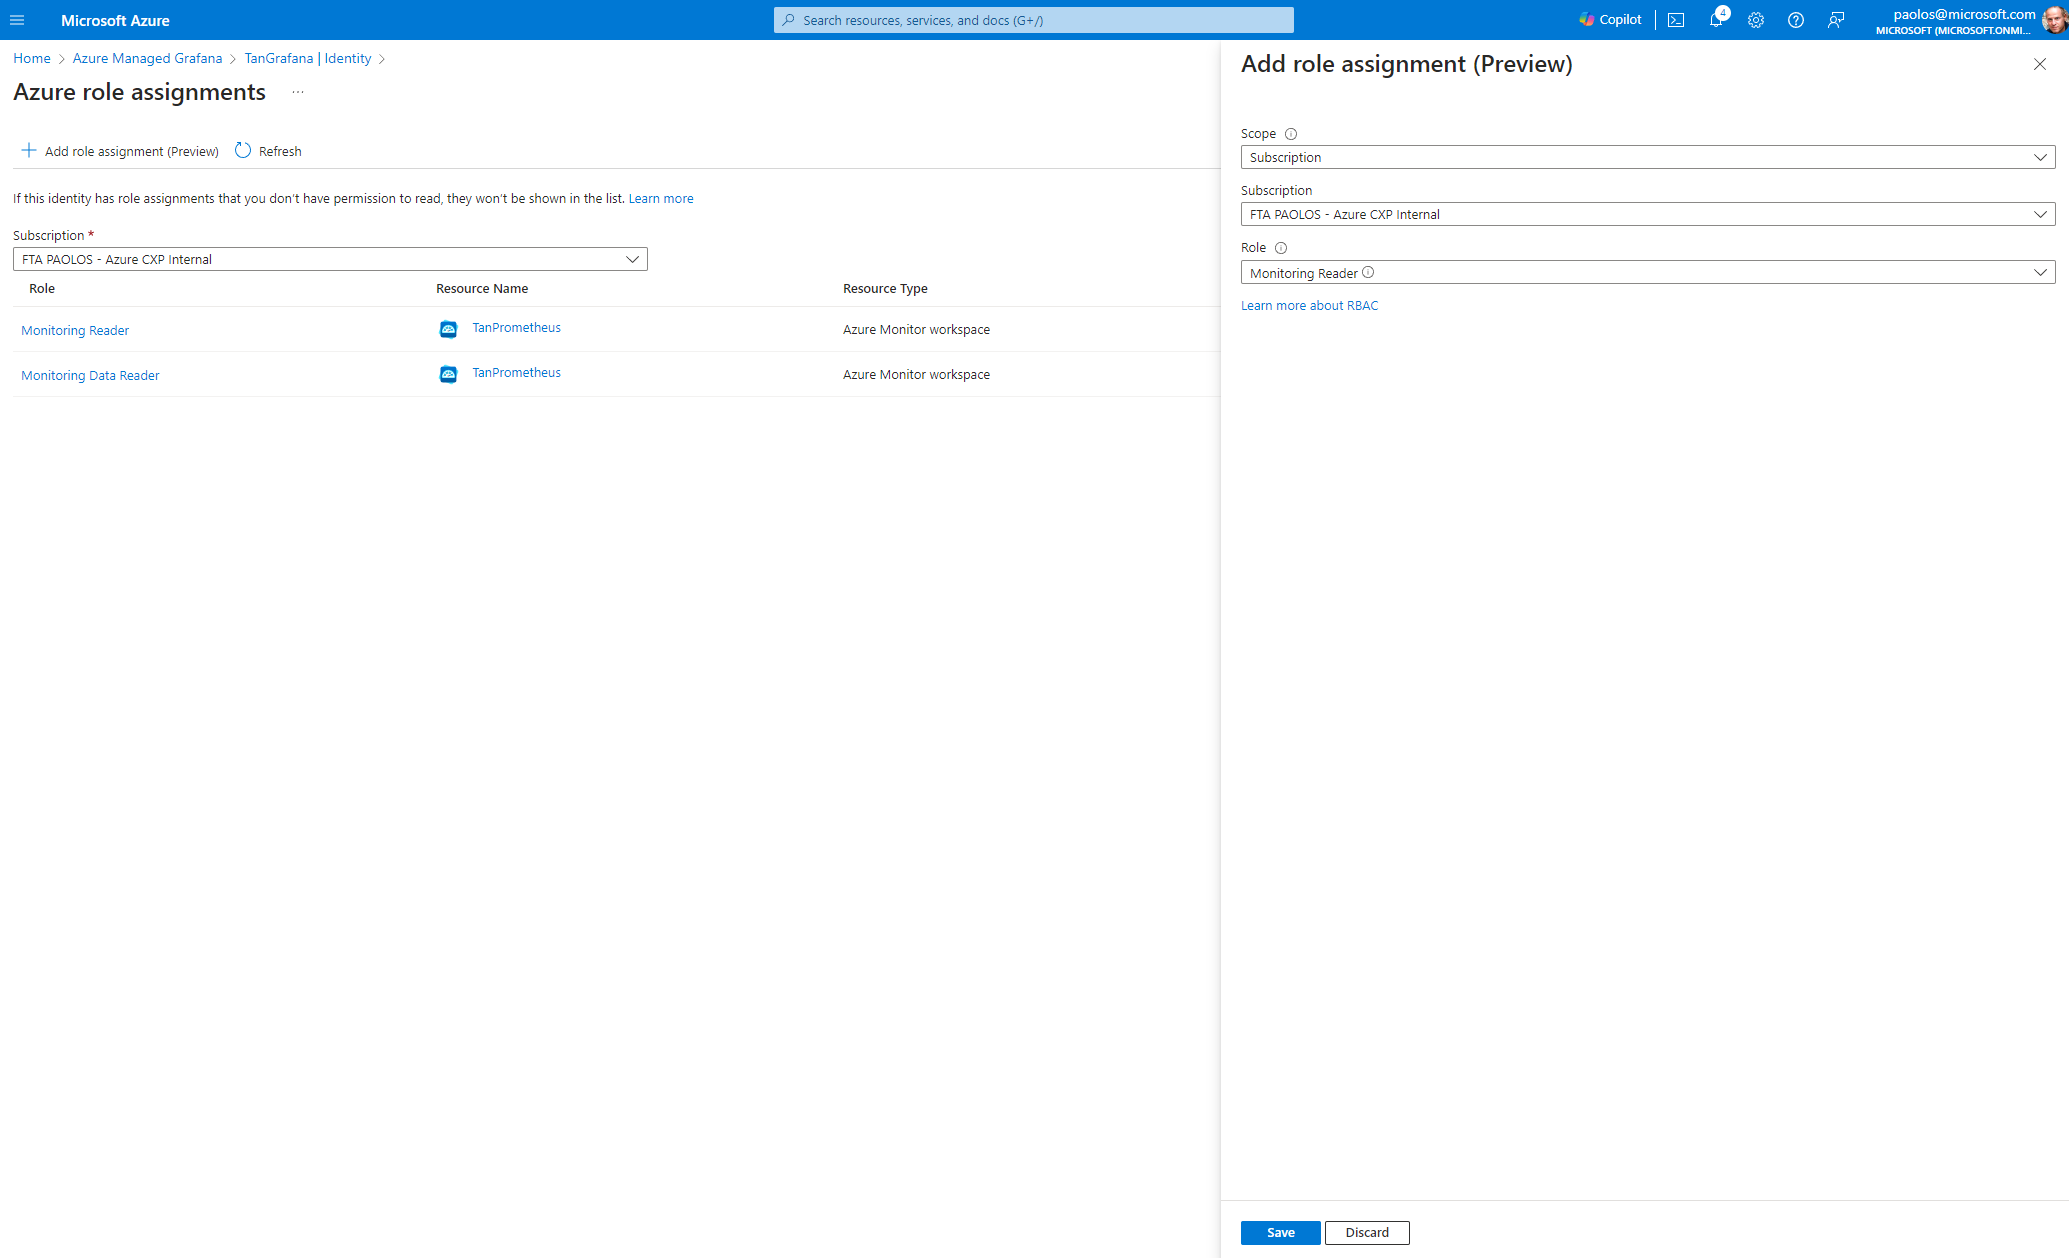 Microsoft Azure
Search resources, services, and docs (G+/)
Copilot
4
paolos@microsoft.com
MICROSOFT (MICROSOFT.ONMI...
Home > Azure Managed Grafana > TanGrafana | Identity >
Azure role assignments ...
Add role assignment (Preview) Refresh
If this identity has role assignments that you don't have permission to read, they won't be shown in the list. Learn more
Subscription *
FTA PAOLOS - Azure CXP Internal
Role Resource Name Resource Type
Monitoring Reader TanPrometheus Azure Monitor workspace
Monitoring Data Reader TanPrometheus Azure Monitor workspace
Add role assignment (Preview)
Scope
Subscription
Subscription
FTA PAOLOS - Azure CXP Internal
Role
Monitoring Reader
Learn more about RBAC
Save Discard